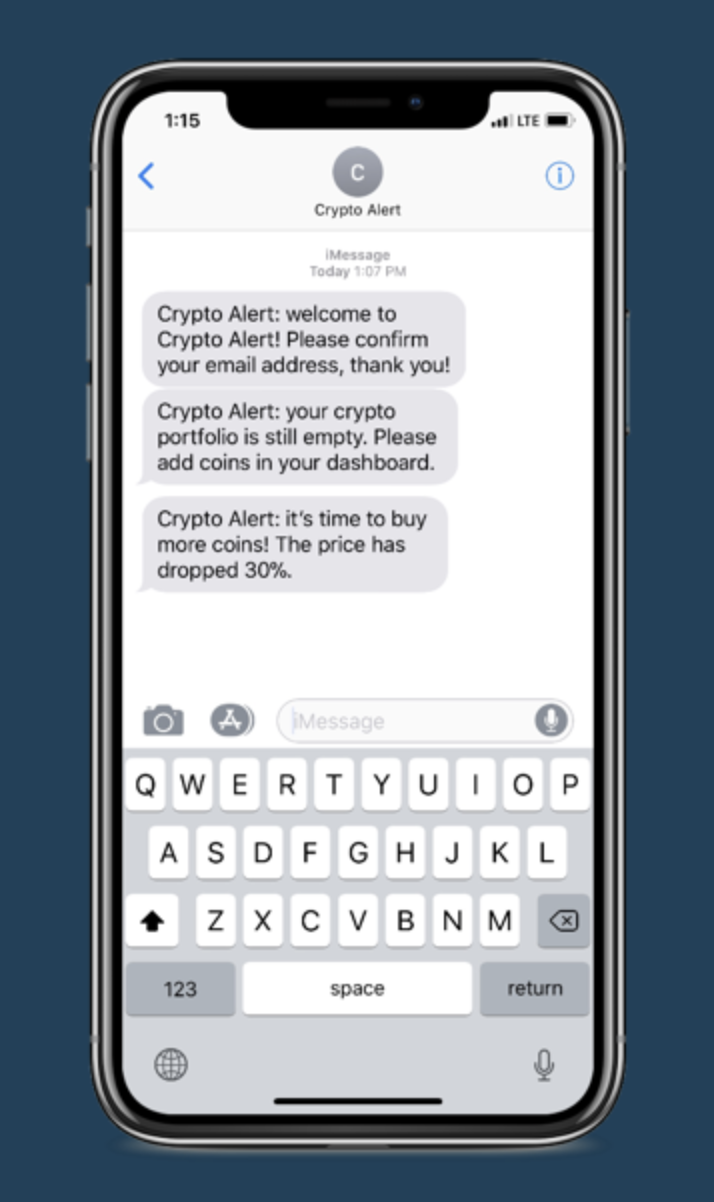 1:15
LTE
C
Crypto Alert
iMessage
Today 1:07 PM
Crypto Alert: welcome to
Crypto Alert! Please confirm
your email address, thank you!
Crypto Alert: your crypto
portfolio is still empty. Please
add coins in your dashboard.
Crypto Alert: it’s time to buy
more coins! The price has
dropped 30%.
iMessage
Q W E R T Y U I O P
A S D F G H J K L
Z X C V B N M
123 space return